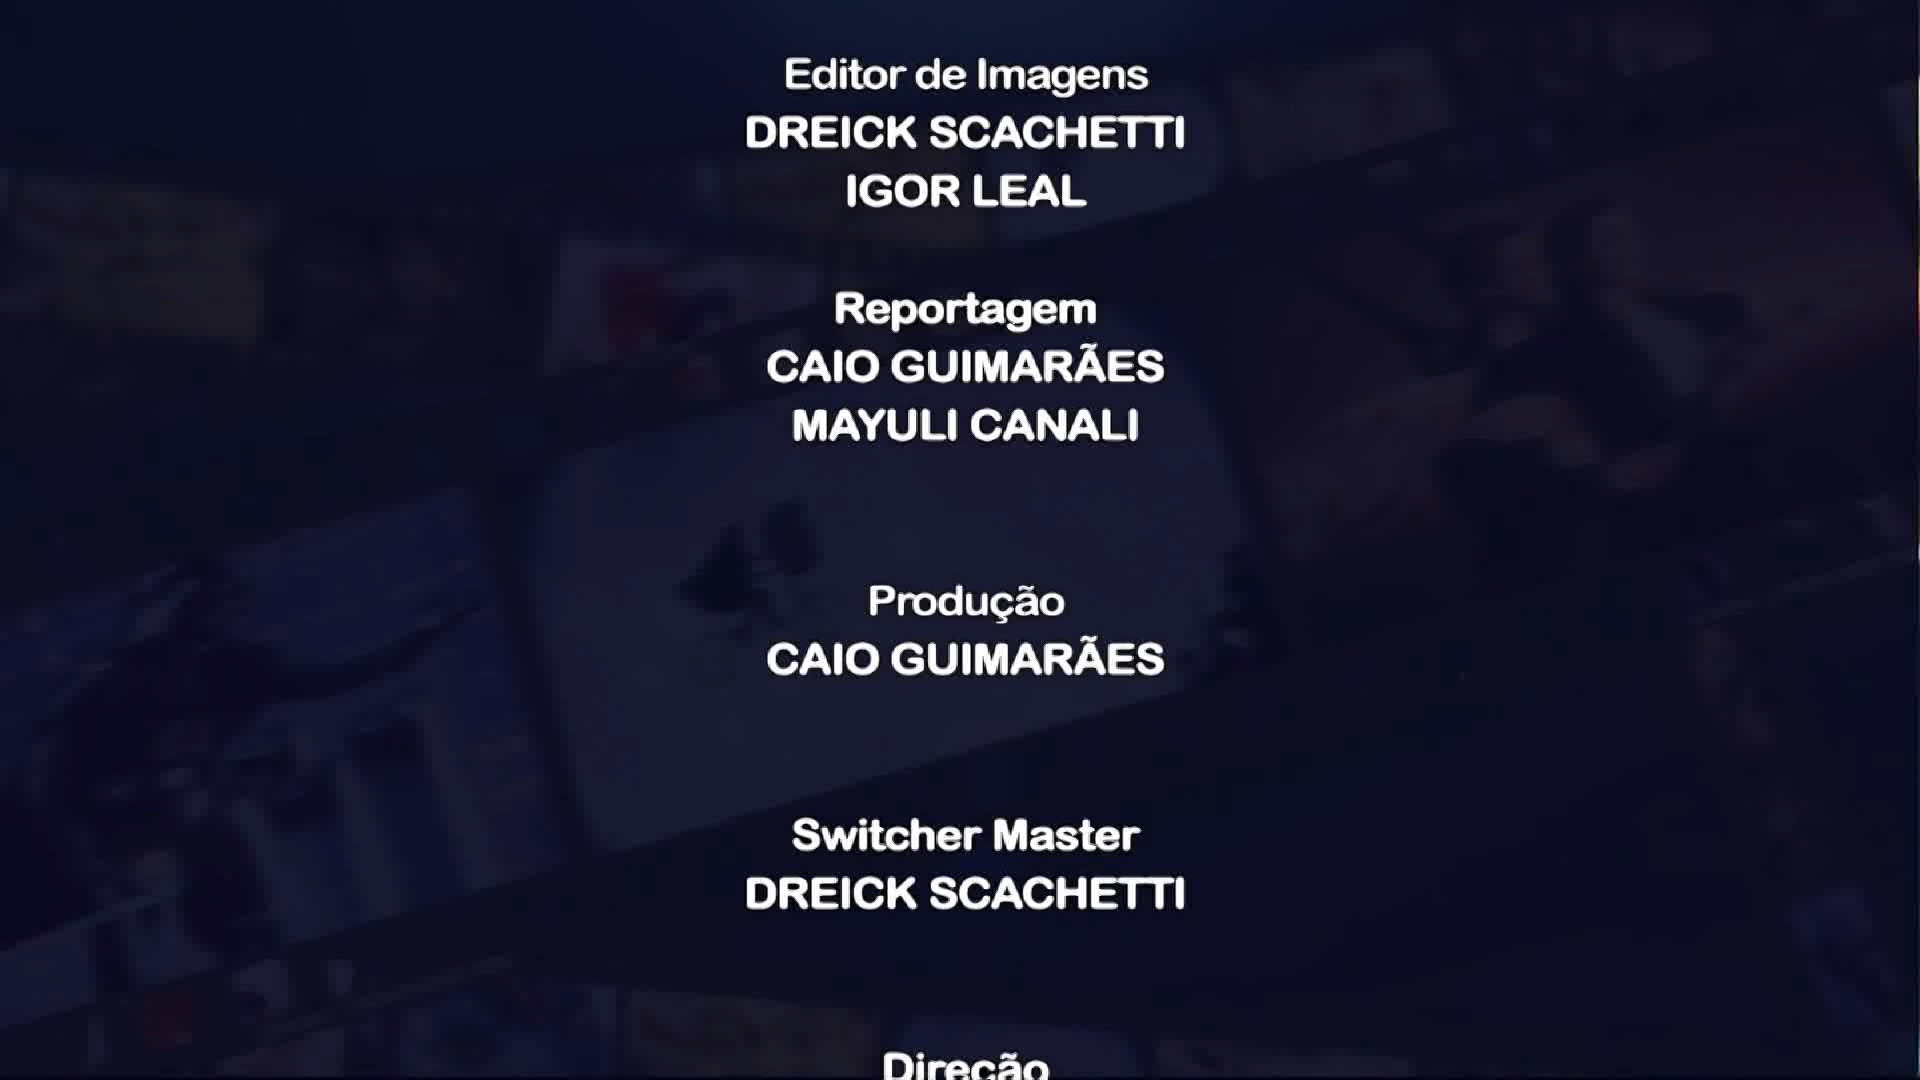 Editor de Imagens
DREICK SCACHETTI
IGOR LEAL
Reportagem
CAIO GUIMARÃES
MAYULI CANALI
Produção
CAIO GUIMARÃES
Switcher Master
DREICK SCACHETTI
Direção